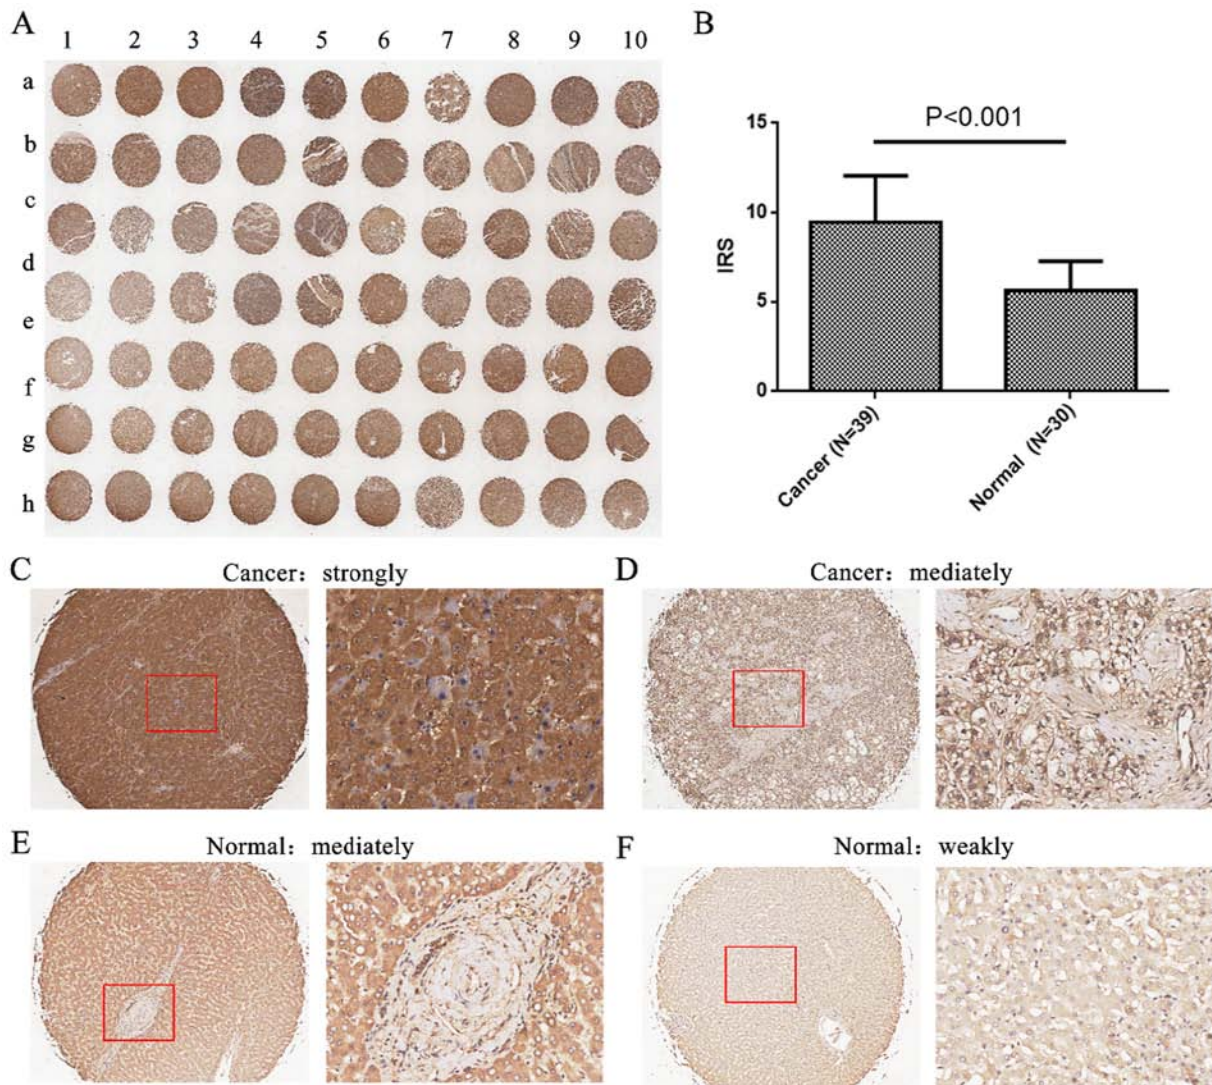 A
1 2 3 4 5 6 7 8 9 10
a
b
c
d
e
f
g
h
B
P<0.001
15
10
5
0
IRS
Cancer (N=39)
Normal (N=30)
C
Cancer: strongly
D
Cancer: mediately
E
Normal: mediately
F
Normal: weakly